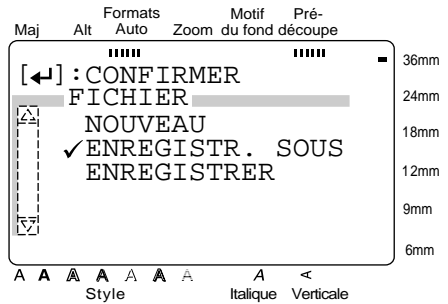 Formats Motif Pré-
Maj Alt Auto Zoom du fond découpe
[↵]:CONFIRMER
FICHIER
NOUVEAU
✓ENREGISTR. SOUS
ENREGISTRER
36mm
24mm
18mm
12mm
9mm
6mm
A A A A A A A A A
Style Italique Verticale